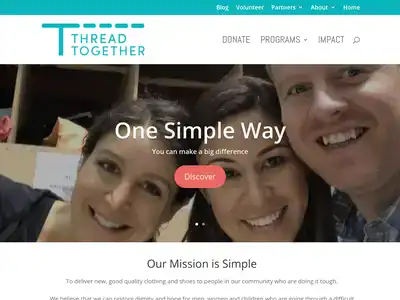 Blog Volunteer Partners About Home
THREAD
TOGETHER
DONATE PROGRAMS IMPACT
One Simple Way
You can make a big difference
Discover
Our Mission is Simple
To deliver new, good quality clothing and shoes to people in our community who are doing it tough.
We believe that we can restore dignity and hope for men, women and children who are going through a difficult